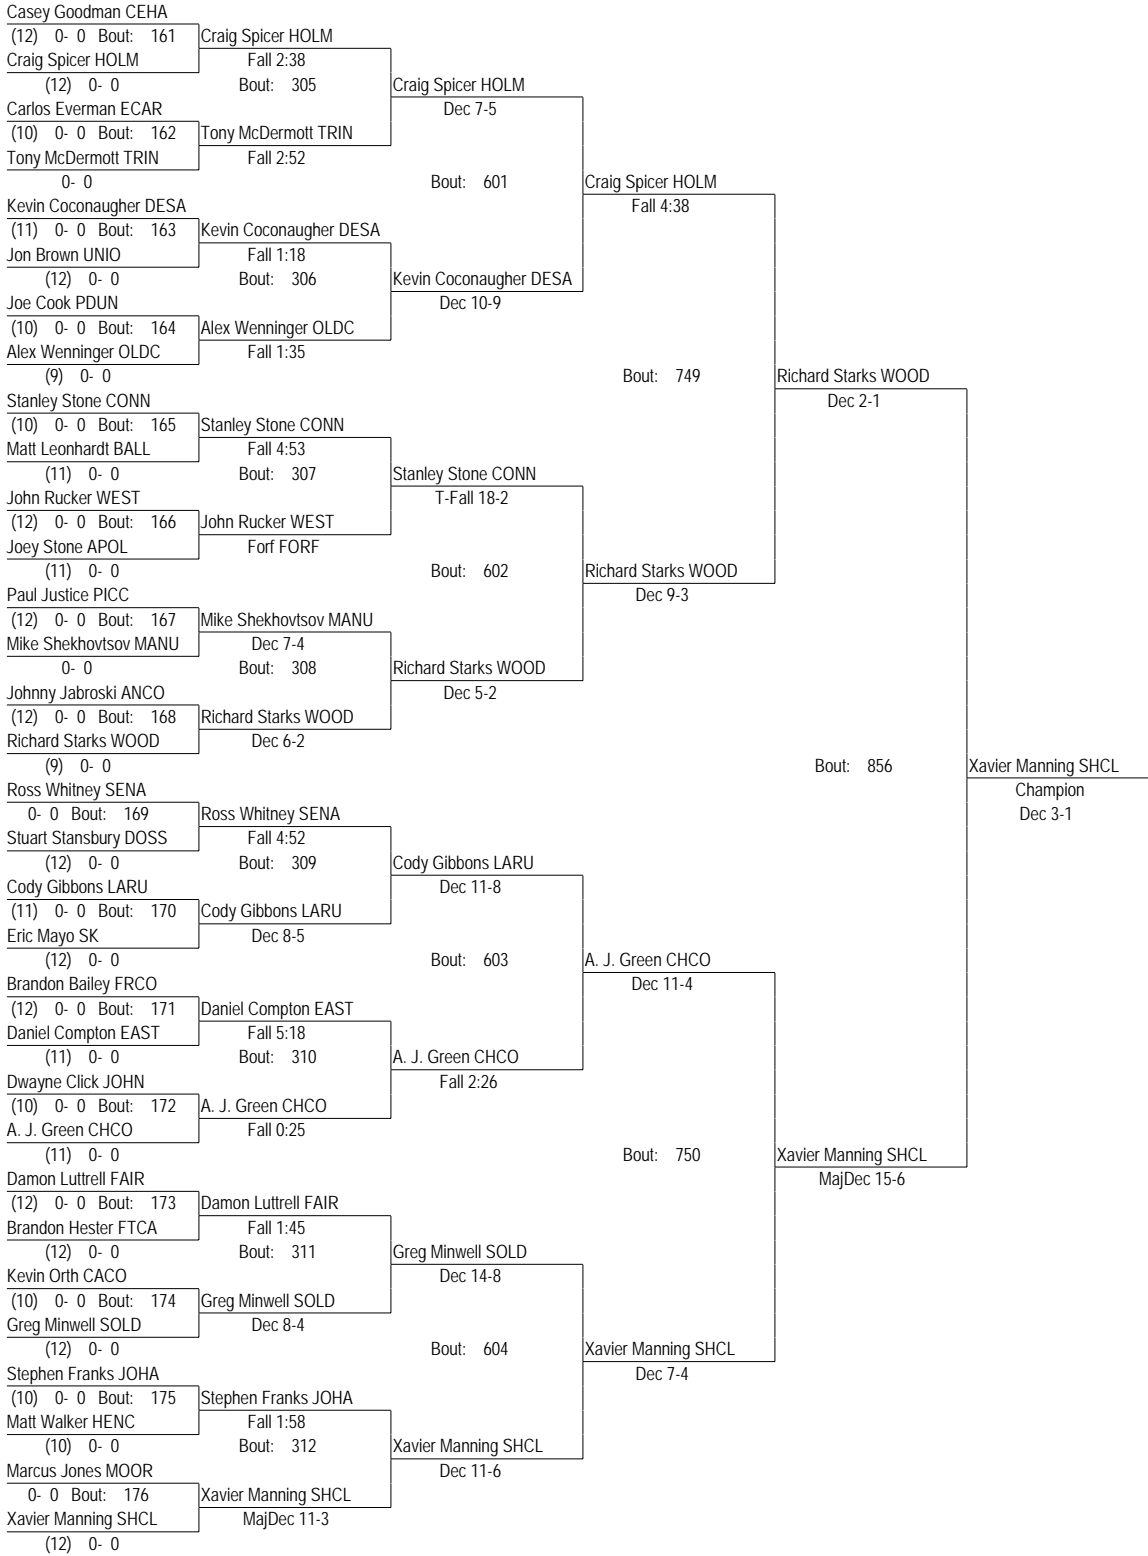 Casey Goodman CEHA
(12) 0- 0 Bout: 161 Craig Spicer HOLM
Craig Spicer HOLM Fall 2:38
(12) 0- 0 Bout: 305 Craig Spicer HOLM
Carlos Everman ECAR Dec 7-5
(10) 0- 0 Bout: 162 Tony McDermott TRIN
Tony McDermott TRIN Fall 2:52
0- 0 Bout: 601 Craig Spicer HOLM
Kevin Coconaugher DESA Fall 4:38
(11) 0- 0 Bout: 163 Kevin Coconaugher DESA
Jon Brown UNIO Fall 1:18
(12) 0- 0 Bout: 306 Kevin Coconaugher DESA
Joe Cook PDUN Dec 10-9
(10) 0- 0 Bout: 164 Alex Wenninger OLDC
Alex Wenninger OLDC Fall 1:35
(9) 0- 0 Bout: 749 Richard Starks WOOD
Stanley Stone CONN Dec 2-1
(10) 0- 0 Bout: 165 Stanley Stone CONN
Matt Leonhardt BALL Fall 4:53
(11) 0- 0 Bout: 307 Stanley Stone CONN
John Rucker WEST T-Fall 18-2
(12) 0- 0 Bout: 166 John Rucker WEST
Joey Stone APOL Forf FORF
(11) 0- 0 Bout: 602 Richard Starks WOOD
Paul Justice PICC Dec 9-3
(12) 0- 0 Bout: 167 Mike Shekhovtsov MANU
Mike Shekhovtsov MANU Dec 7-4
0- 0 Bout: 308 Richard Starks WOOD
Johnny Jabroski ANCO Dec 5-2
(12) 0- 0 Bout: 168 Richard Starks WOOD
Richard Starks WOOD Dec 6-2
(9) 0- 0 Bout: 856 Xavier Manning SHCL
Ross Whitney SENA Champion
0- 0 Bout: 169 Ross Whitney SENA Dec 3-1
Stuart Stansbury DOSS Fall 4:52
(12) 0- 0 Bout: 309 Cody Gibbons LARU
Cody Gibbons LARU Dec 11-8
(11) 0- 0 Bout: 170 Cody Gibbons LARU
Eric Mayo SK Dec 8-5
(12) 0- 0 Bout: 603 A. J. Green CHCO
Brandon Bailey FRCO Dec 11-4
(12) 0- 0 Bout: 171 Daniel Compton EAST
Daniel Compton EAST Fall 5:18
(11) 0- 0 Bout: 310 A. J. Green CHCO
Dwayne Click JOHN Fall 2:26
(10) 0- 0 Bout: 172 A. J. Green CHCO
A. J. Green CHCO Fall 0:25
(11) 0- 0 Bout: 750 Xavier Manning SHCL
Damon Luttrell FAIR MajDec 15-6
(12) 0- 0 Bout: 173 Damon Luttrell FAIR
Brandon Hester FTCA Fall 1:45
(12) 0- 0 Bout: 311 Greg Minwell SOLD
Kevin Orth CACO Dec 14-8
(10) 0- 0 Bout: 174 Greg Minwell SOLD
Greg Minwell SOLD Dec 8-4
(12) 0- 0 Bout: 604 Xavier Manning SHCL
Stephen Franks JOHA Dec 7-4
(10) 0- 0 Bout: 175 Stephen Franks JOHA
Matt Walker HENC Fall 1:58
(10) 0- 0 Bout: 312 Xavier Manning SHCL
Marcus Jones MOOR Dec 11-6
0- 0 Bout: 176 Xavier Manning SHCL
Xavier Manning SHCL MajDec 11-3
(12) 0- 0